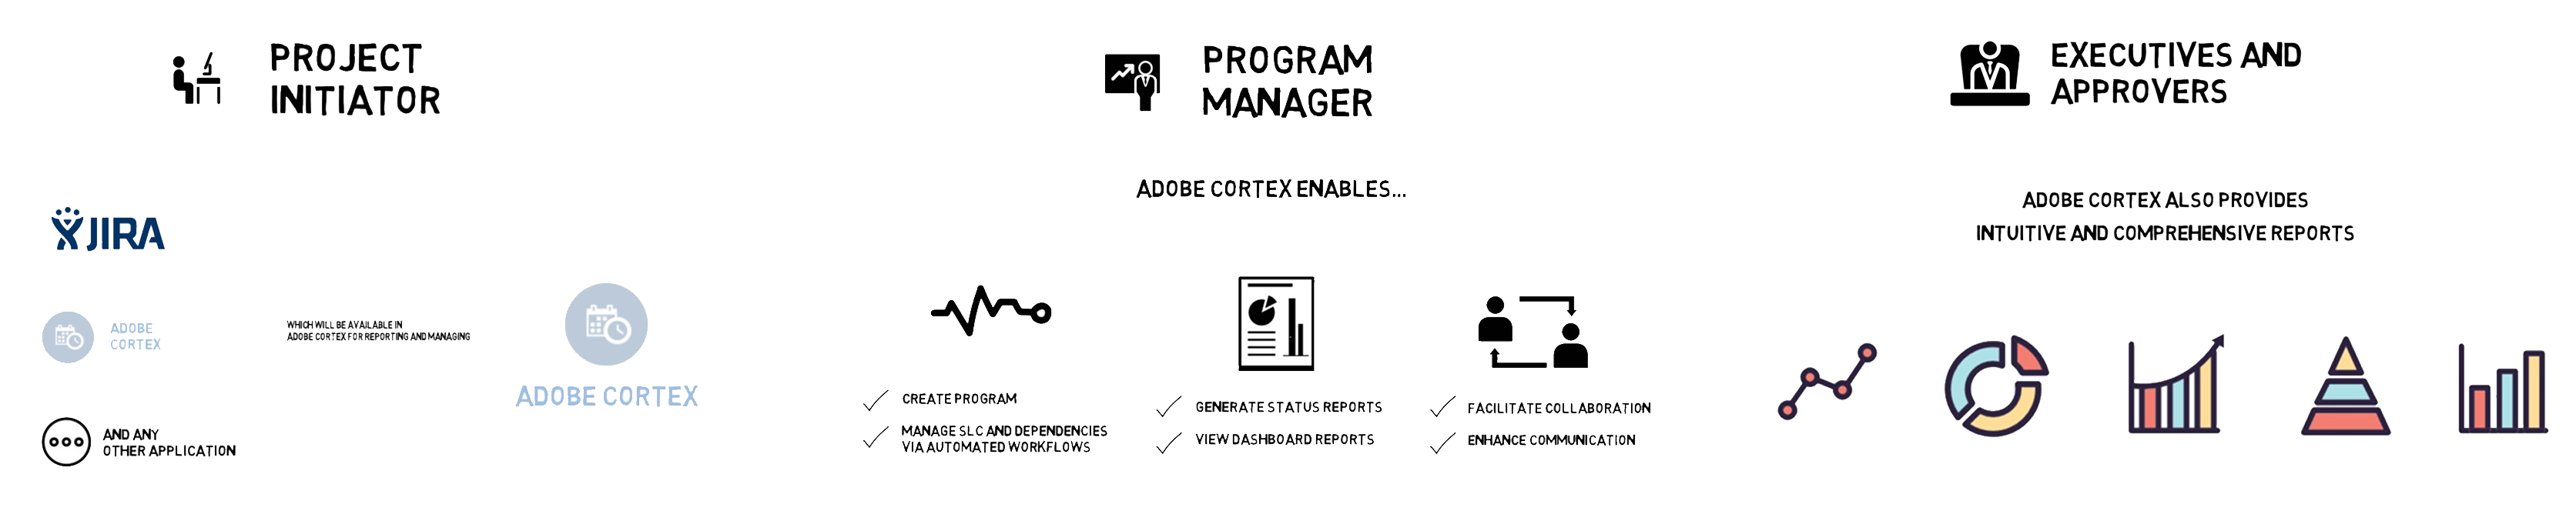 PROJECT
INITIATOR
JIRA
ADOBE
CORTEX
AND ANY
OTHER APPLICATION
WHICH WILL BE AVAILABLE IN
ADOBE CORTEX FOR REPORTING AND MANAGING
ADOBE CORTEX
PROGRAM
MANAGER
ADOBE CORTEX ENABLES...
CREATE PROGRAM
MANAGE SLC AND DEPENDENCIES
VIA AUTOMATED WORKFLOWS
GENERATE STATUS REPORTS
VIEW DASHBOARD REPORTS
FACILITATE COLLABORATION
ENHANCE COMMUNICATION
EXECUTIVES AND
APPROVERS
ADOBE CORTEX ALSO PROVIDES
INTUITIVE AND COMPREHENSIVE REPORTS